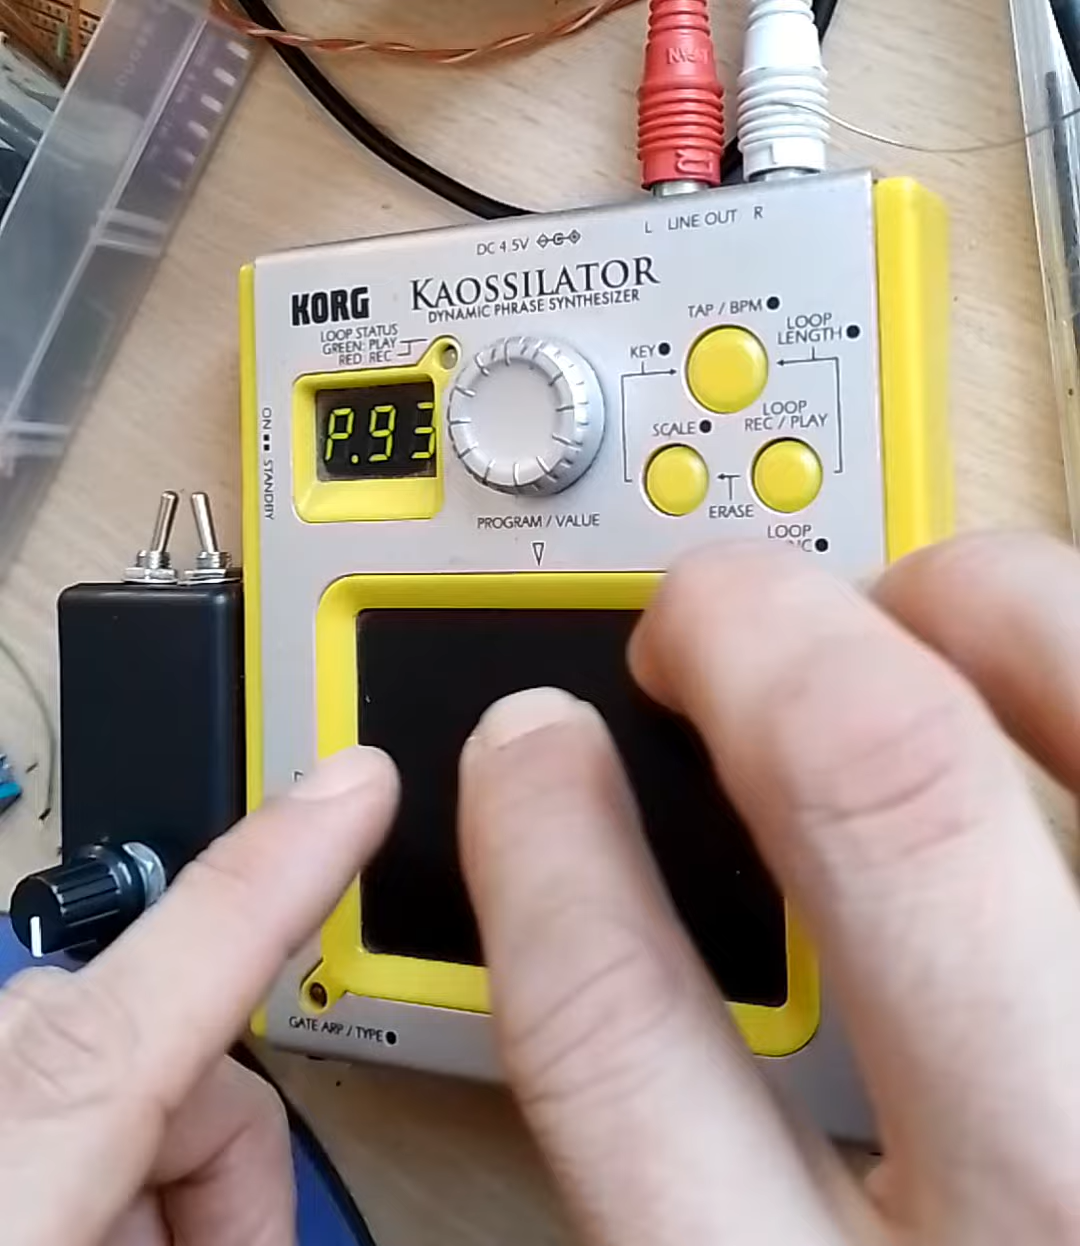 L LINE OUT R
DC 4.5V
KORG
KAOSSILATOR
DYNAMIC PHRASE SYNTHESIZER
LOOP STATUS
GREEN: PLAY
RED: REC
TAP / BPM
LOOP
LENGTH
KEY
P.93
SCALE
LOOP
REC / PLAY
ON STANDBY
ERASE
PROGRAM / VALUE
LOOP
GATE ARP / TYPE